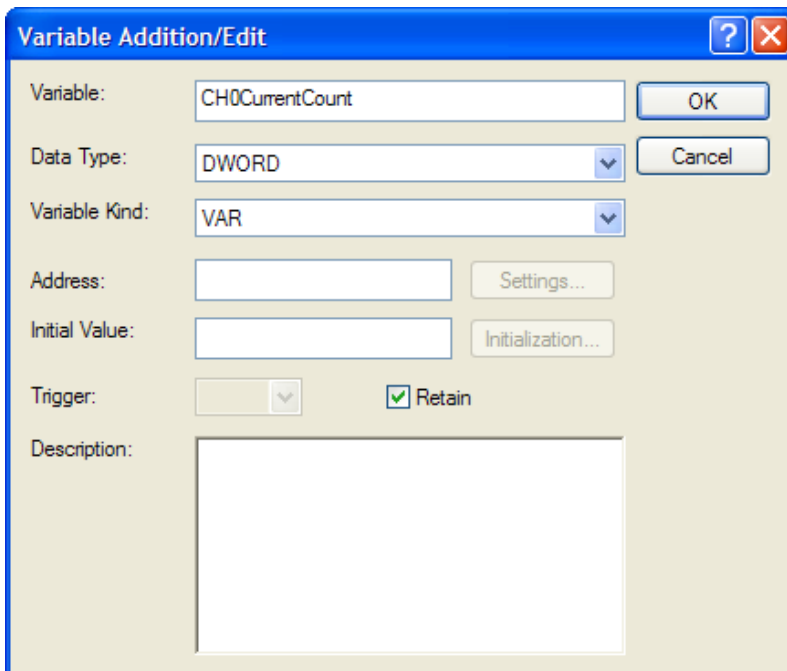 Variable Addition/Edit
Variable: CH0CurrentCount OK
Data Type: DWORD Cancel
Variable Kind: VAR
Address: Settings...
Initial Value: Initialization...
Trigger: Retain
Description: